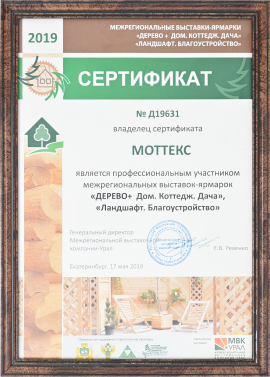 2019
МЕЖРЕГИОНАЛЬНЫЕ ВЫСТАВКИ-ЯРМАРКИ
«ДЕРЕВО+ ДОМ. КОТТЕДЖ. ДАЧА»
«ЛАНДШАФТ. БЛАГОУСТРОЙСТВО»
СЕРТИФИКАТ
№ Д19631
владелец сертификата
МОТТЕКС
является профессиональным участником
межрегиональных выставок-ярмарок
«ДЕРЕВО+ Дом. Коттедж. Дача»,
«Ландшафт. Благоустройство»
Генеральный директор
Межрегиональной выставочной
компании-Урал
Екатеринбург, 17 мая 2019
МВК
УРАЛ